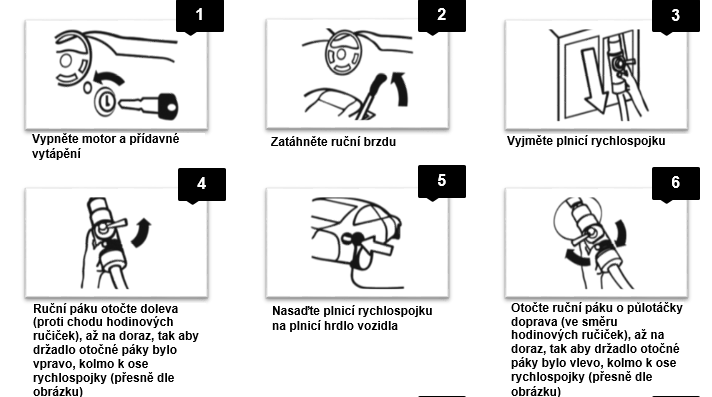 1
Vypněte motor a přídavné
vytápění
2
Zatáhněte ruční brzdu
3
Vyjměte plnicí rychlospojku
4
Ruční páku otočte doleva
(proti chodu hodinových
ručiček), až na doraz, tak aby
držadlo otočné páky bylo
vpravo, kolmo k ose
rychlospojky (přesně dle
obrázku)
5
Nasaďte plnicí rychlospojku
na plnicí hrdlo vozidla
6
Otočte ruční páku o půlotáčky
doprava (ve směru
hodinových ručiček), až na
doraz, tak aby držadlo otočné
páky bylo vlevo, kolmo k ose
rychlospojky (přesně dle
obrázku)